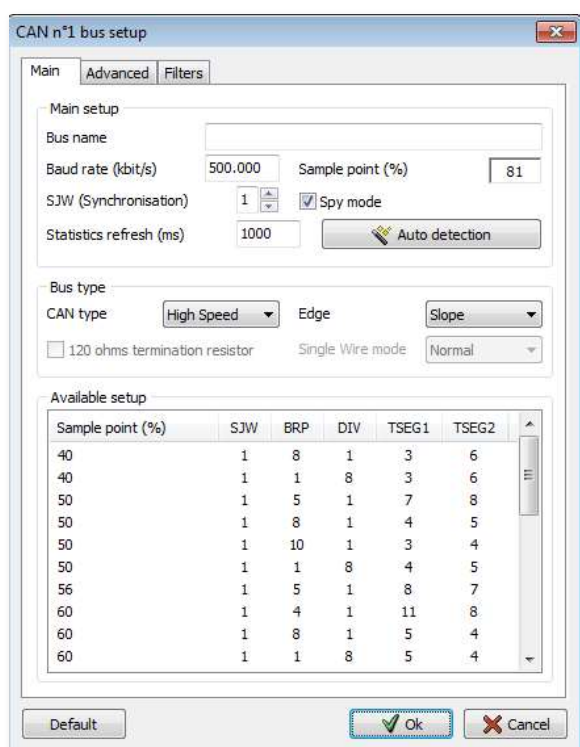 CAN n°1 bus setup
Main Advanced Filters
Main setup
Bus name
Baud rate (kbit/s) 500.000 Sample point (%) 81
SJW (Synchronisation) 1 Spy mode
Statistics refresh (ms) 1000 Auto detection
Bus type
CAN type High Speed Edge Slope
120 ohms termination resistor Single Wire mode Normal
Available setup
Sample point (%) SJW BRP DIV TSEG1 TSEG2
40 1 8 1 3 6
40 1 1 8 3 6
50 1 5 1 7 8
50 1 8 1 4 5
50 1 10 1 3 4
50 1 1 8 4 5
56 1 5 1 8 7
60 1 4 1 11 8
60 1 8 1 5 4
60 1 1 8 5 4
Default Ok Cancel